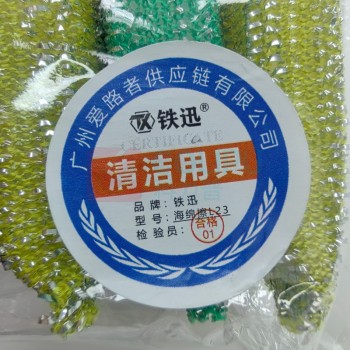 广州爱路者供应链有限公司
TX 铁迅®
CERTIFICATE
清洁用具
品牌：铁迅
型号：海绵擦L23
检验员：
合格
01